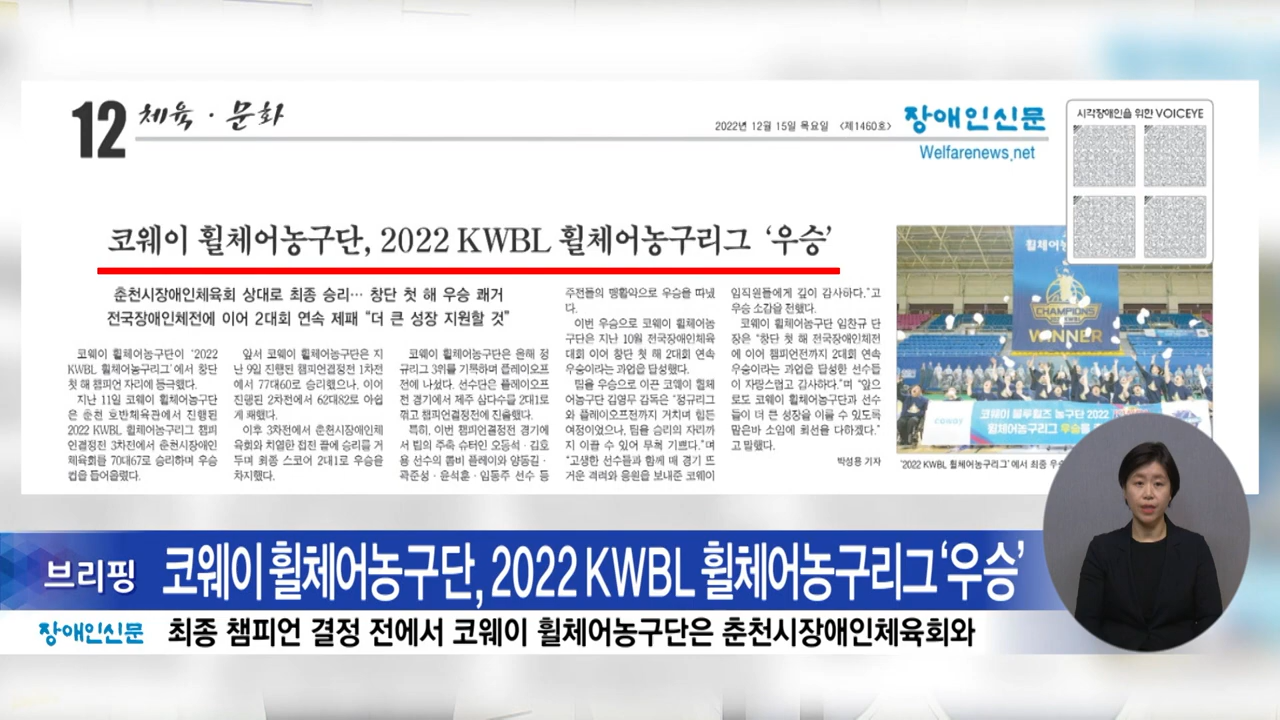 12 체육·문화
2022년 12월 15일 목요일 <제1460호>
장애인신문
Welfarenews.net
시각장애인을 위한 VOICEYE
코웨이 휠체어농구단, 2022 KWBL 휠체어농구리그 ‘우승’
춘천시장애인체육회 상대로 최종 승리… 창단 첫 해 우승 쾌거
전국장애인체전에 이어 2대회 연속 제패 “더 큰 성장 지원할 것”
코웨이 휠체어농구단이 ‘2022
KWBL 휠체어농구리그’에서 창단
첫 해 챔피언 자리에 등극했다.
지난 11일 코웨이 휠체어농구단
은 춘천 호반체육관에서 진행된
2022 KWBL 휠체어농구리그 챔피
언결정전 3차전에서 춘천시장애인
체육회를 70대67로 승리하며 우승
컵을 들어올렸다.
앞서 코웨이 휠체어농구단은 지
난 9일 진행된 챔피언결정전 1차전
에서 77대60로 승리했으나, 이어
진행된 2차전에서 62대82로 아쉽
게 패했다.
이후 3차전에서 춘천시장애인체
육회와 치열한 접전 끝에 승리를 거
두며 최종 스코어 2대1로 우승을
차지했다.
코웨이 휠체어농구단은 올해 정
규리그 3위를 기록하며 플레이오프
전에 나섰다. 선수단은 플레이오프
전 경기에서 제주 삼다수를 2대1로
꺾고 챔피언결정전에 진출했다.
특히, 이번 챔피언결정전 경기에
서 팀의 주축 슈터인 오동석·김호
용 선수의 콤비 플레이와 양동길·
곽준성·윤석훈·임동주 선수 등
주전들의 맹활약으로 우승을 따냈
다.
이번 우승으로 코웨이 휠체어농
구단은 지난 10월 전국장애인체육
대회 이어 창단 첫 해 2대회 연속
우승이라는 과업을 달성했다.
팀을 우승으로 이끈 코웨이 휠체
어농구단 김영무 감독은 “정규리그
와 플레이오프전까지 거치며 힘든
여정이었으나, 팀을 승리의 자리까
지 이끌 수 있어 무척 기쁘다.”며
“고생한 선수들과 함께 매 경기 뜨
거운 격려와 응원을 보내준 코웨이
임직원들에게 깊이 감사하다.”고
우승 소감을 전했다.
코웨이 휠체어농구단 임찬규 단
장은 “창단 첫 해 전국장애인체전
에 이어 챔피언전까지 2대회 연속
우승이라는 과업을 달성한 선수들
이 자랑스럽고 감사하다.”며 “앞으
로도 코웨이 휠체어농구단과 선수
들이 더 큰 성장을 이룰 수 있도록
맡은바 소임에 최선을 다하겠다.”
고 말했다.
박성용 기자
휠체어농
CHAMPIONS
KWBL
WINNER
coway
코웨이 블루휠즈 농구단 2022
휠체어농구리그 우승을
‘2022 KWBL 휠체어농구리그’에서 최종 우승
브리핑 코웨이 휠체어농구단, 2022 KWBL 휠체어농구리그 ‘우승’
장애인신문 최종 챔피언 결정 전에서 코웨이 휠체어농구단은 춘천시장애인체육회와